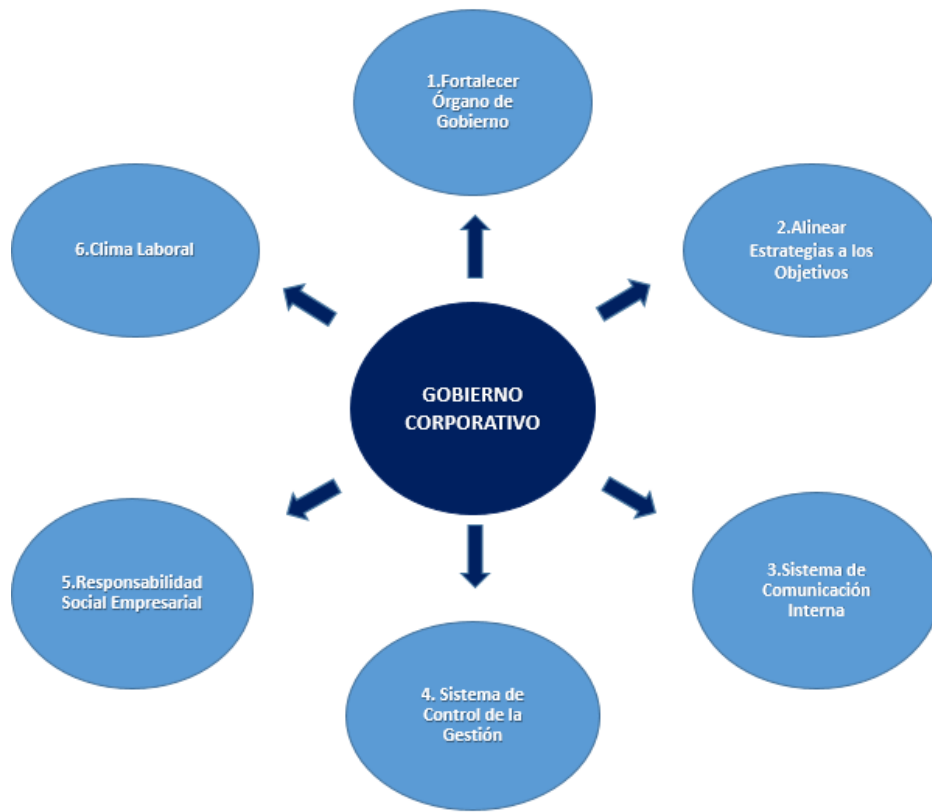 1.Fortalecer
Órgano de
Gobierno
2.Alinear
Estrategias a los
Objetivos
3.Sistema de
Comunicación
Interna
4. Sistema de
Control de la
Gestión
5.Responsabilidad
Social Empresarial
6.Clima Laboral
GOBIERNO
CORPORATIVO